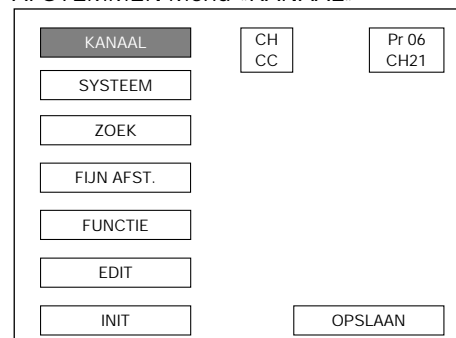 AFSTEMMEN Menu «KANAAL»
KANAAL
CH
CC
Pr 06
CH21
SYSTEEM
ZOEK
FIJN AFST.
FUNCTIE
EDIT
INIT
OPSLAAN